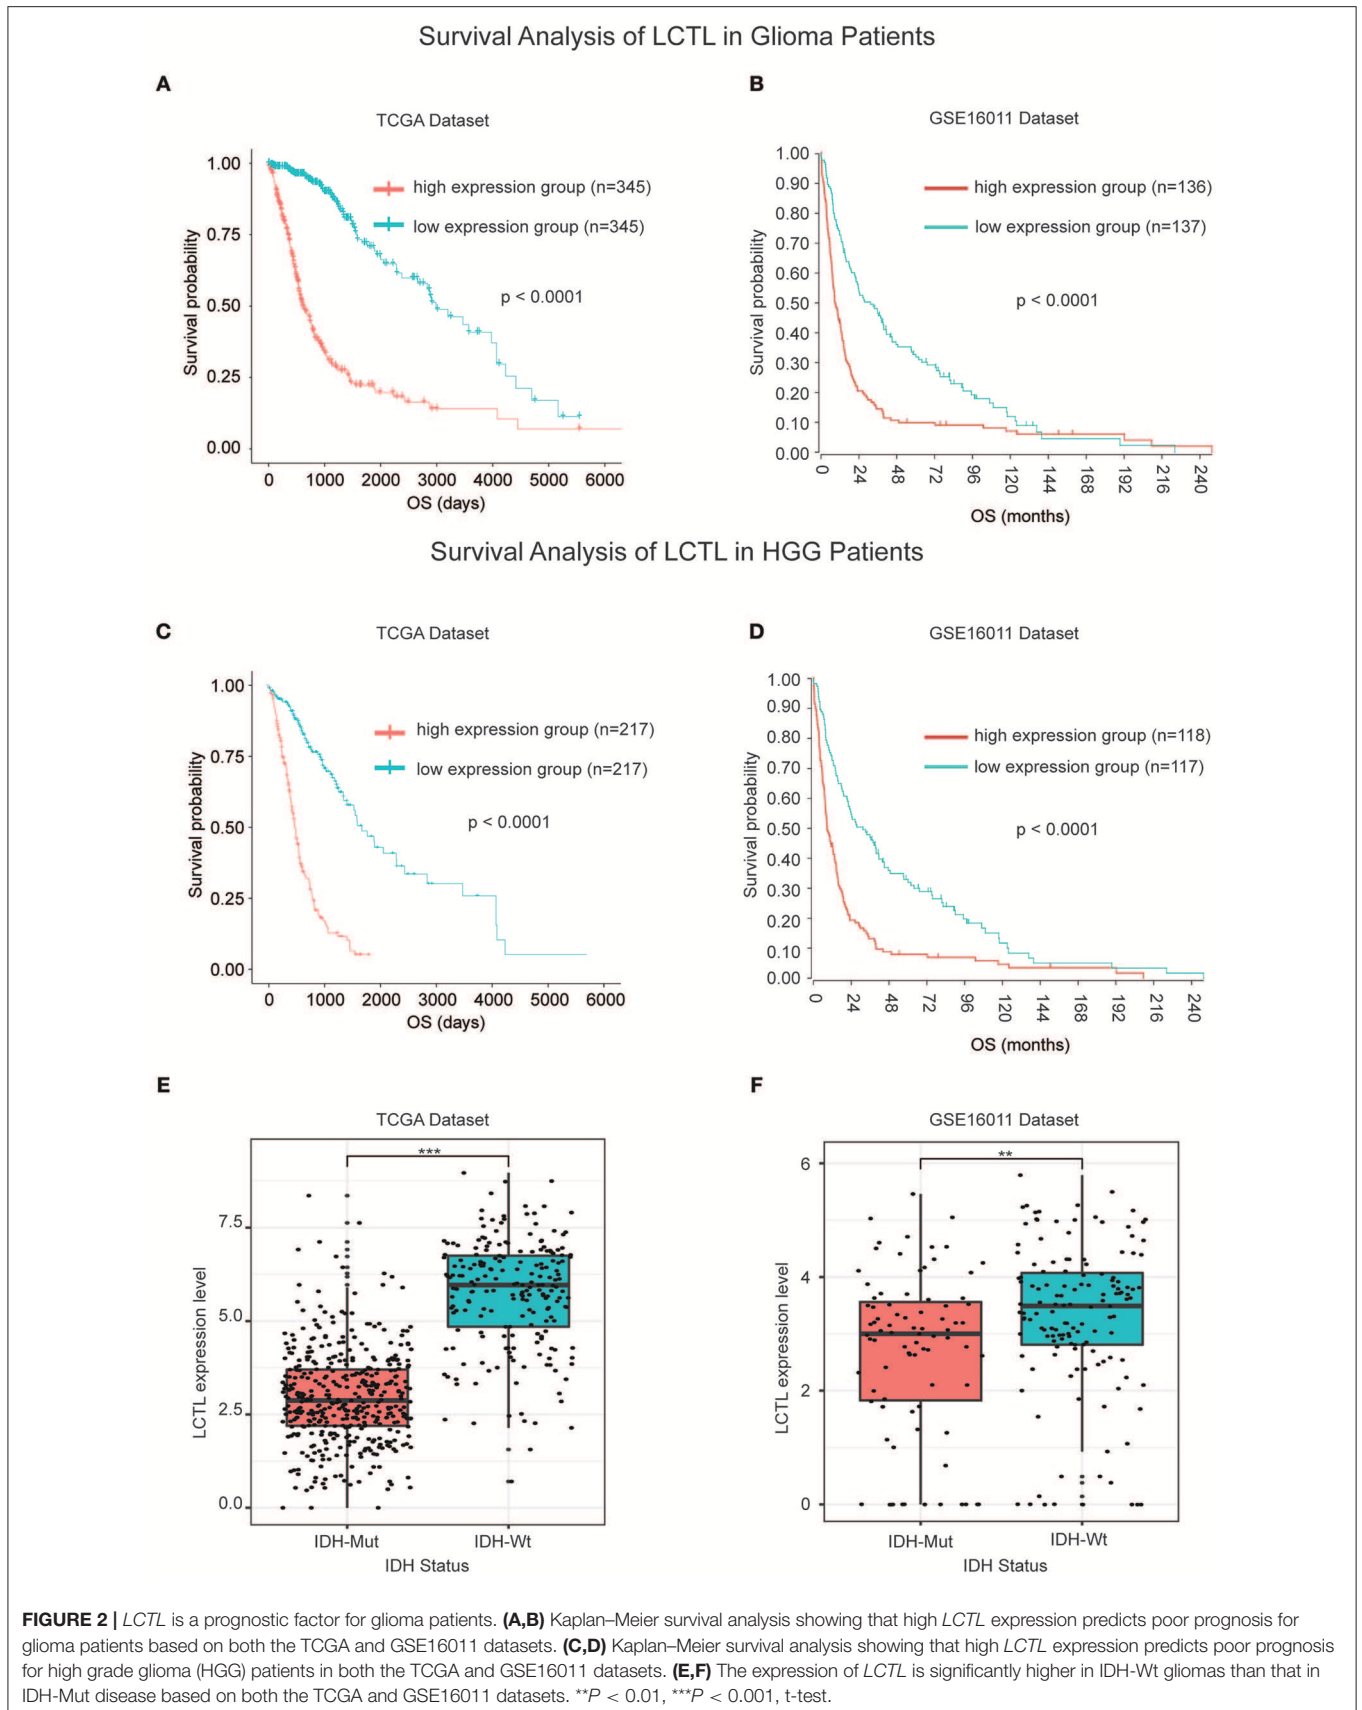 Survival Analysis of LCTL in Glioma Patients
A
TCGA Dataset
1.00
0.75
0.50
0.25
0.00
Survival probability
high expression group (n=345)
low expression group (n=345)
p < 0.0001
0 1000 2000 3000 4000 5000 6000
OS (days)
B
GSE16011 Dataset
1.00
0.90
0.80
0.70
0.60
0.50
0.40
0.30
0.20
0.10
0.00
Survival probability
high expression group (n=136)
low expression group (n=137)
p < 0.0001
0 24 48 72 96 120 144 168 192 216 240
OS (months)
Survival Analysis of LCTL in HGG Patients
C
TCGA Dataset
1.00
0.75
0.50
0.25
0.00
Survival probability
high expression group (n=217)
low expression group (n=217)
p < 0.0001
0 1000 2000 3000 4000 5000 6000
OS (days)
D
GSE16011 Dataset
1.00
0.90
0.80
0.70
0.60
0.50
0.40
0.30
0.20
0.10
0.00
Survival probability
high expression group (n=118)
low expression group (n=117)
p < 0.0001
0 24 48 72 96 120 144 168 192 216 240
OS (months)
E
TCGA Dataset
***
7.5
5.0
2.5
0.0
LCTL expression level
IDH-Mut IDH-Wt
IDH Status
F
GSE16011 Dataset
**
6
4
2
0
LCTL expression level
IDH-Mut IDH-Wt
IDH Status
FIGURE 2 | LCTL is a prognostic factor for glioma patients. (A,B) Kaplan–Meier survival analysis showing that high LCTL expression predicts poor prognosis for
glioma patients based on both the TCGA and GSE16011 datasets. (C,D) Kaplan–Meier survival analysis showing that high LCTL expression predicts poor prognosis
for high grade glioma (HGG) patients in both the TCGA and GSE16011 datasets. (E,F) The expression of LCTL is significantly higher in IDH-Wt gliomas than that in
IDH-Mut disease based on both the TCGA and GSE16011 datasets. **P < 0.01, ***P < 0.001, t-test.